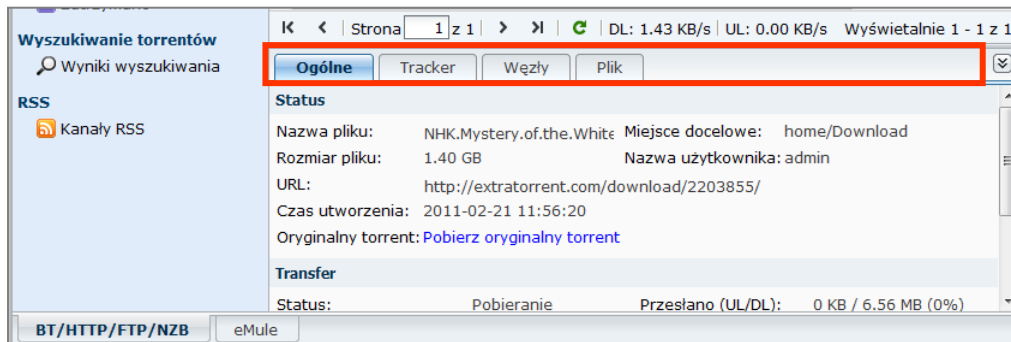 Wyszukiwanie torrentów
Wyniki wyszukiwania
RSS
Kanały RSS
Strona 1 z 1 DL: 1.43 KB/s UL: 0.00 KB/s Wyświetalnie 1 - 1 z 1
Ogólne Tracker Węzły Plik
Status
Nazwa pliku: NHK.Mystery.of.the.White Miejsce docelowe: home/Download
Rozmiar pliku: 1.40 GB Nazwa użytkownika: admin
URL: http://extratorrent.com/download/2203855/
Czas utworzenia: 2011-02-21 11:56:20
Oryginalny torrent: Pobierz oryginalny torrent
Transfer
Status: Pobieranie Przesłano (UL/DL): 0 KB / 6.56 MB (0%)
BT/HTTP/FTP/NZB eMule